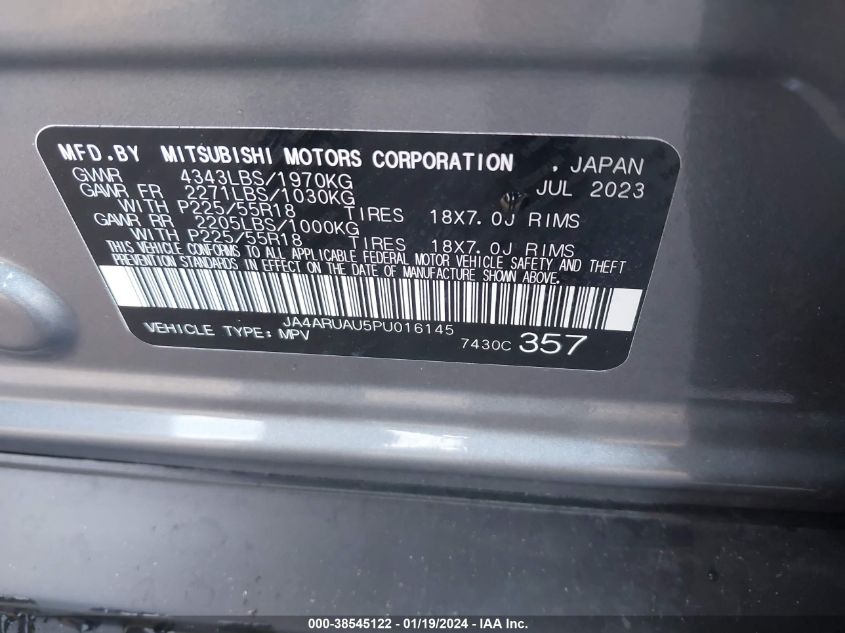 MFD.BY MITSUBISHI MOTORS CORPORATION , JAPAN
GVWR 4343LBS/1970KG JUL 2023
GAWR FR 2271LBS/1030KG
WITH P225/55R18 TIRES 18X7.0J RIMS
GAWR RR 2205LBS/1000KG
WITH P225/55R18 TIRES 18X7.0J RIMS
THIS VEHICLE CONFORMS TO ALL APPLICABLE FEDERAL MOTOR VEHICLE SAFETY AND THEFT
PREVENTION STANDARDS IN EFFECT ON THE DATE OF MANUFACTURE SHOWN ABOVE.
JA4ARUAU5PU016145
VEHICLE TYPE: MPV 7430C 357
000-38545122 - 01/19/2024 - IAA Inc.